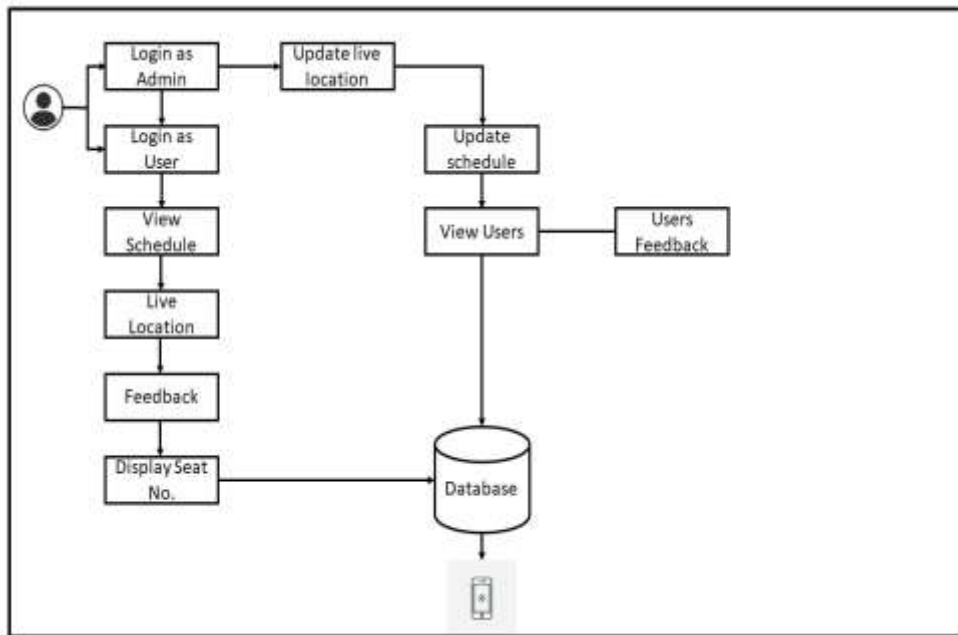 Login as
Admin
Update live
location
Login as
User
Update
schedule
View
Schedule
View Users
Users
Feedback
Live
Location
Feedback
Display Seat
No.
Database